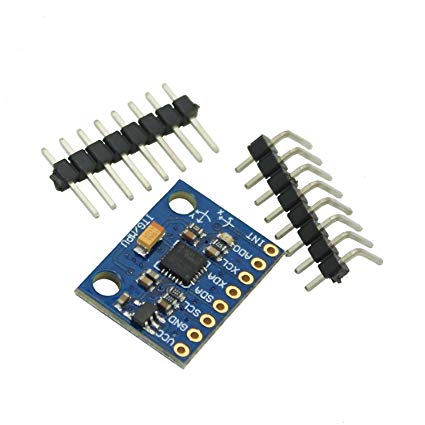 VCC
GND
SCL
SDA
XDA
XCL
ADO
INT
ITG/MPU
X
Y